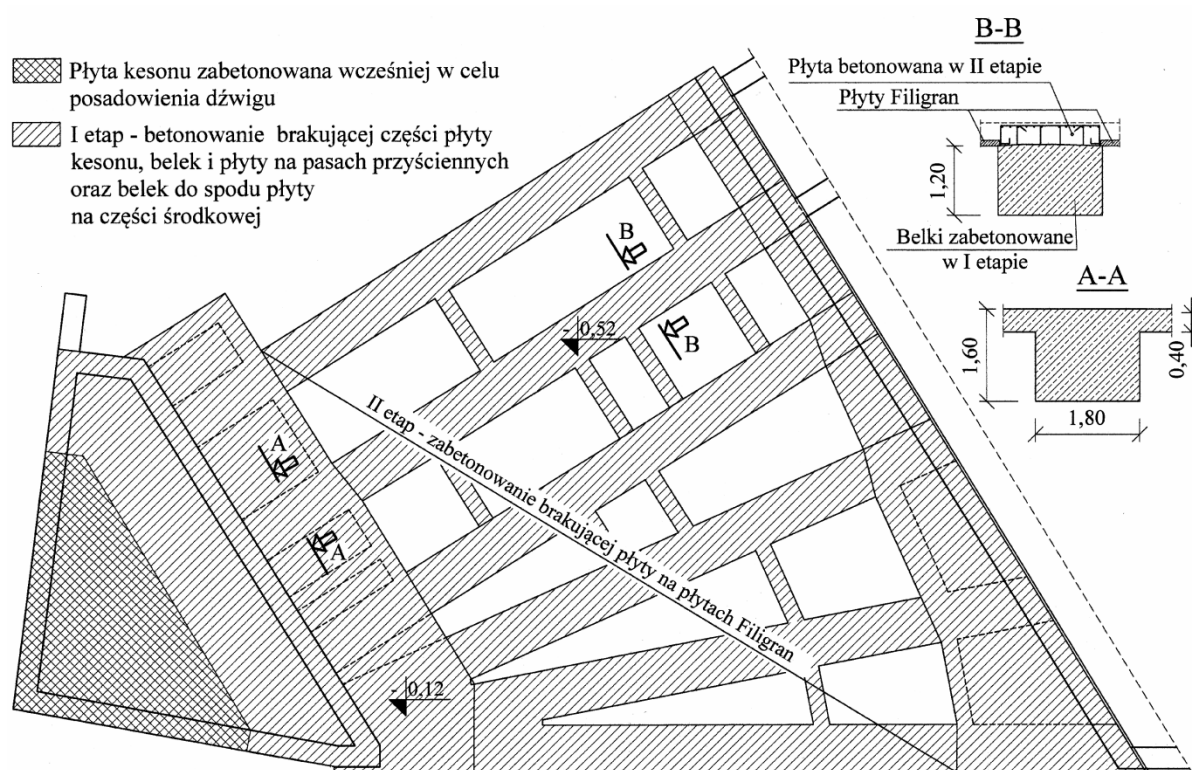 Płyta kesonu zabetonowana wcześniej w celu
posadowienia dźwigu
I etap - betonowanie brakującej części płyty
kesonu, belek i płyty na pasach przyściennych
oraz belek do spodu płyty
na części środkowej
B-B
Płyta betonowana w II etapie
Płyty Filigran
1,20
Belki zabetonowane
w I etapie
A-A
1,60
0,40
1,80
B
B
- 0,52
A
A
II etap - zabetonowanie brakującej płyty na płytach Filigran
- 0,12